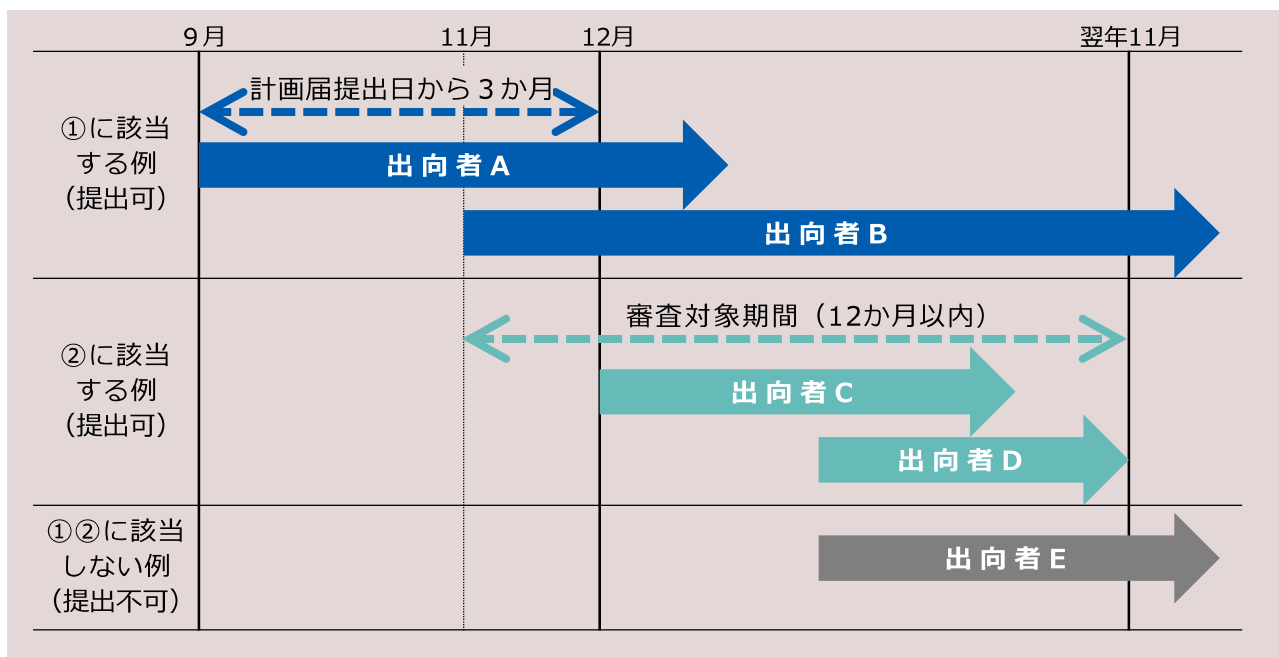 9月
11月
12月
翌年11月
計画届提出日から3か月
①に該当
する例
（提出可）
出向者A
出向者B
審査対象期間（12か月以内）
②に該当
する例
（提出可）
出向者C
出向者D
①②に該当
しない例
（提出不可）
出向者E